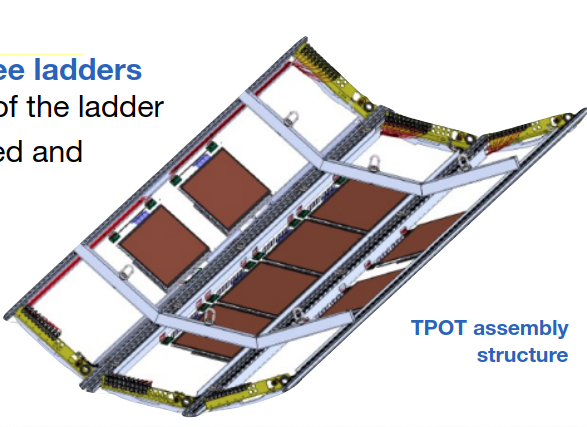 ee ladders
of the ladder
ed and
TPOT assembly
structure